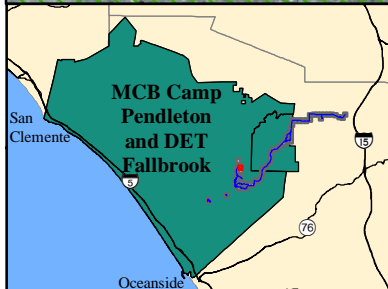 MCB Camp
Pendleton
and DET
Fallbrook
San
Clemente
5
15
76
Oceanside